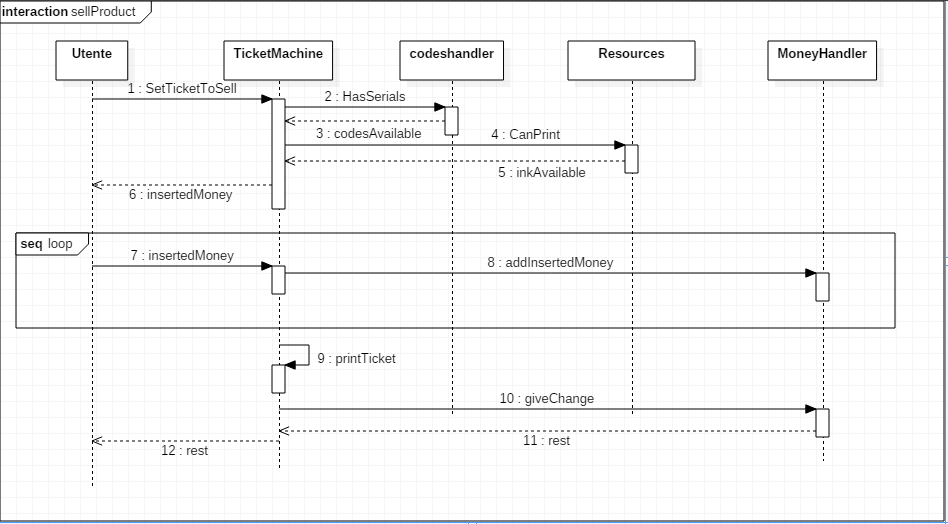 interaction sellProduct
Utente
TicketMachine
codeshandler
Resources
MoneyHandler
1 : SetTicketToSell
2 : HasSerials
3 : codesAvailable
4 : CanPrint
5 : inkAvailable
6 : insertedMoney
seq loop
7 : insertedMoney
8 : addInsertedMoney
9 : printTicket
10 : giveChange
11 : rest
12 : rest